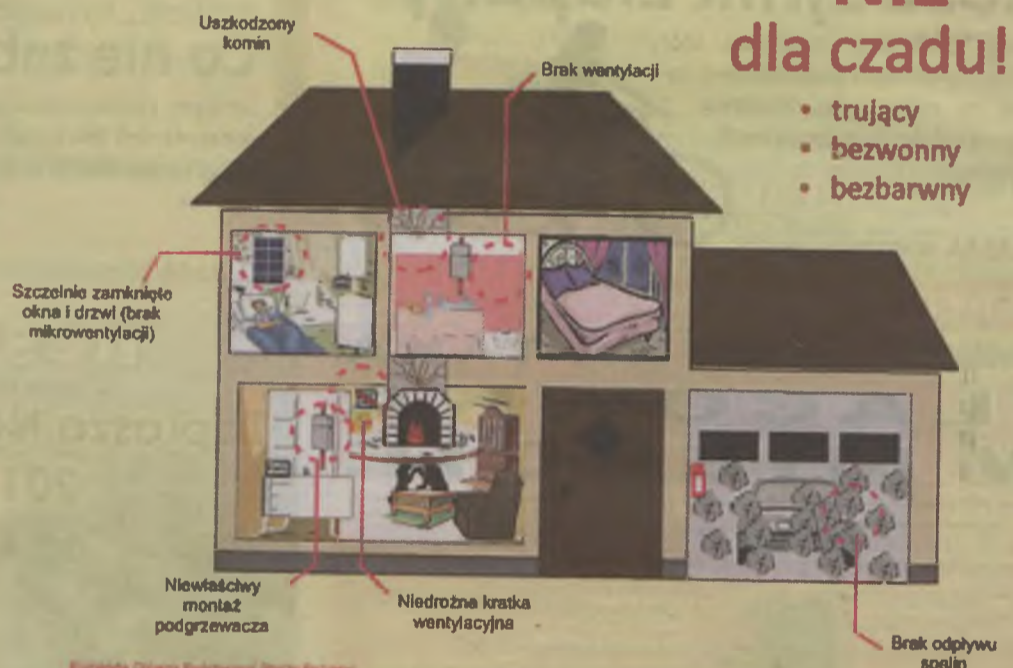 dla czadu!
• trujący
• bezwonny
• bezbarwny
Uszkodzony
komin
Brak wentylacji
Szczelnie zamknięte
okna i drzwi (brak
mikrowentylacji)
Niewłaściwy
montaż
podgrzewacza
Niedrożna kratka
wentylacyjna
Brak odpływu
spalin